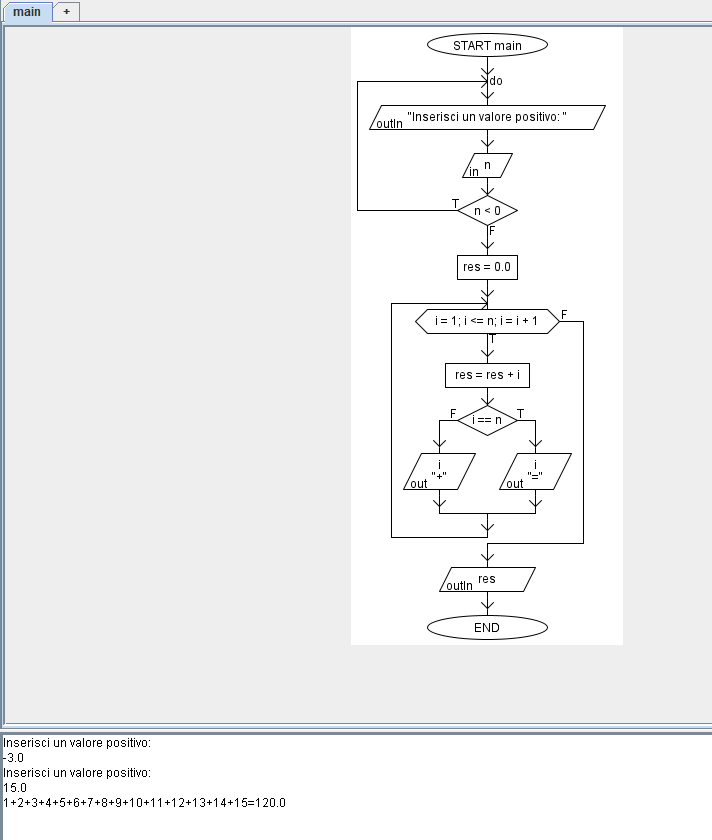 main +
START main
do
"Inserisci un valore positivo: "
outln
n
in
T
n < 0
F
res = 0.0
i = 1; i <= n; i = i + 1
F
T
res = res + i
F i == n T
i i
"+" "="
out out
res
outln
END
Inserisci un valore positivo:
-3.0
Inserisci un valore positivo:
15.0
1+2+3+4+5+6+7+8+9+10+11+12+13+14+15=120.0